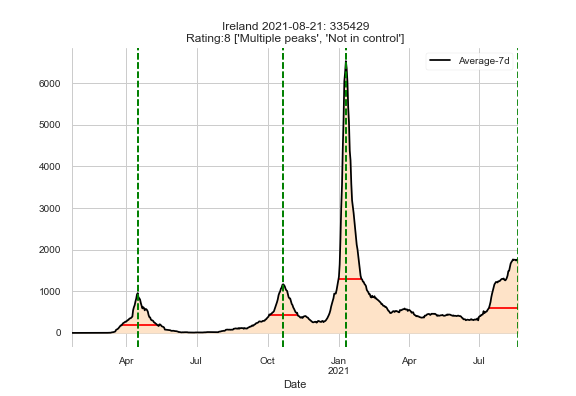 Ireland 2021-08-21: 335429
Rating:8 ['Multiple peaks', 'Not in control']
Average-7d
6000
5000
4000
3000
2000
1000
0
Apr Jul Oct Jan Apr Jul
2021
Date